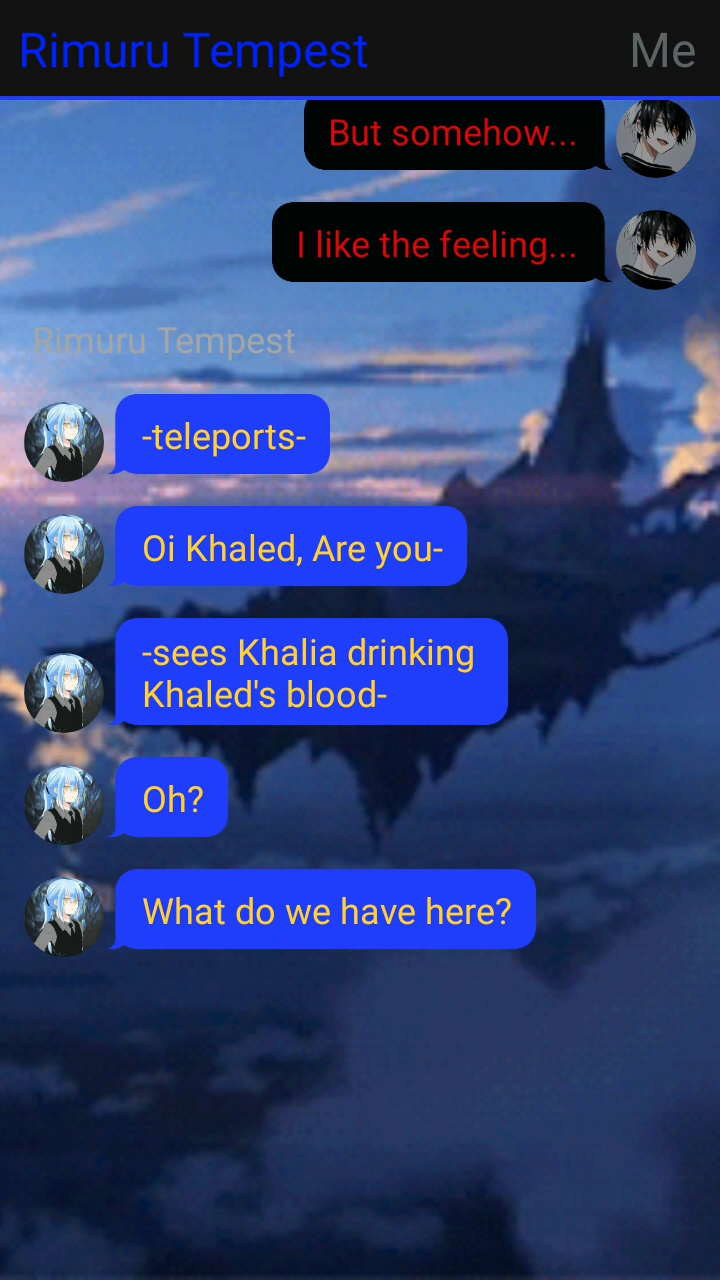 Rimuru Tempest
Me
But somehow...
I like the feeling...
Rimuru Tempest
-teleports-
Oi Khaled, Are you-
-sees Khalia drinking
Khaled's blood-
Oh?
What do we have here?